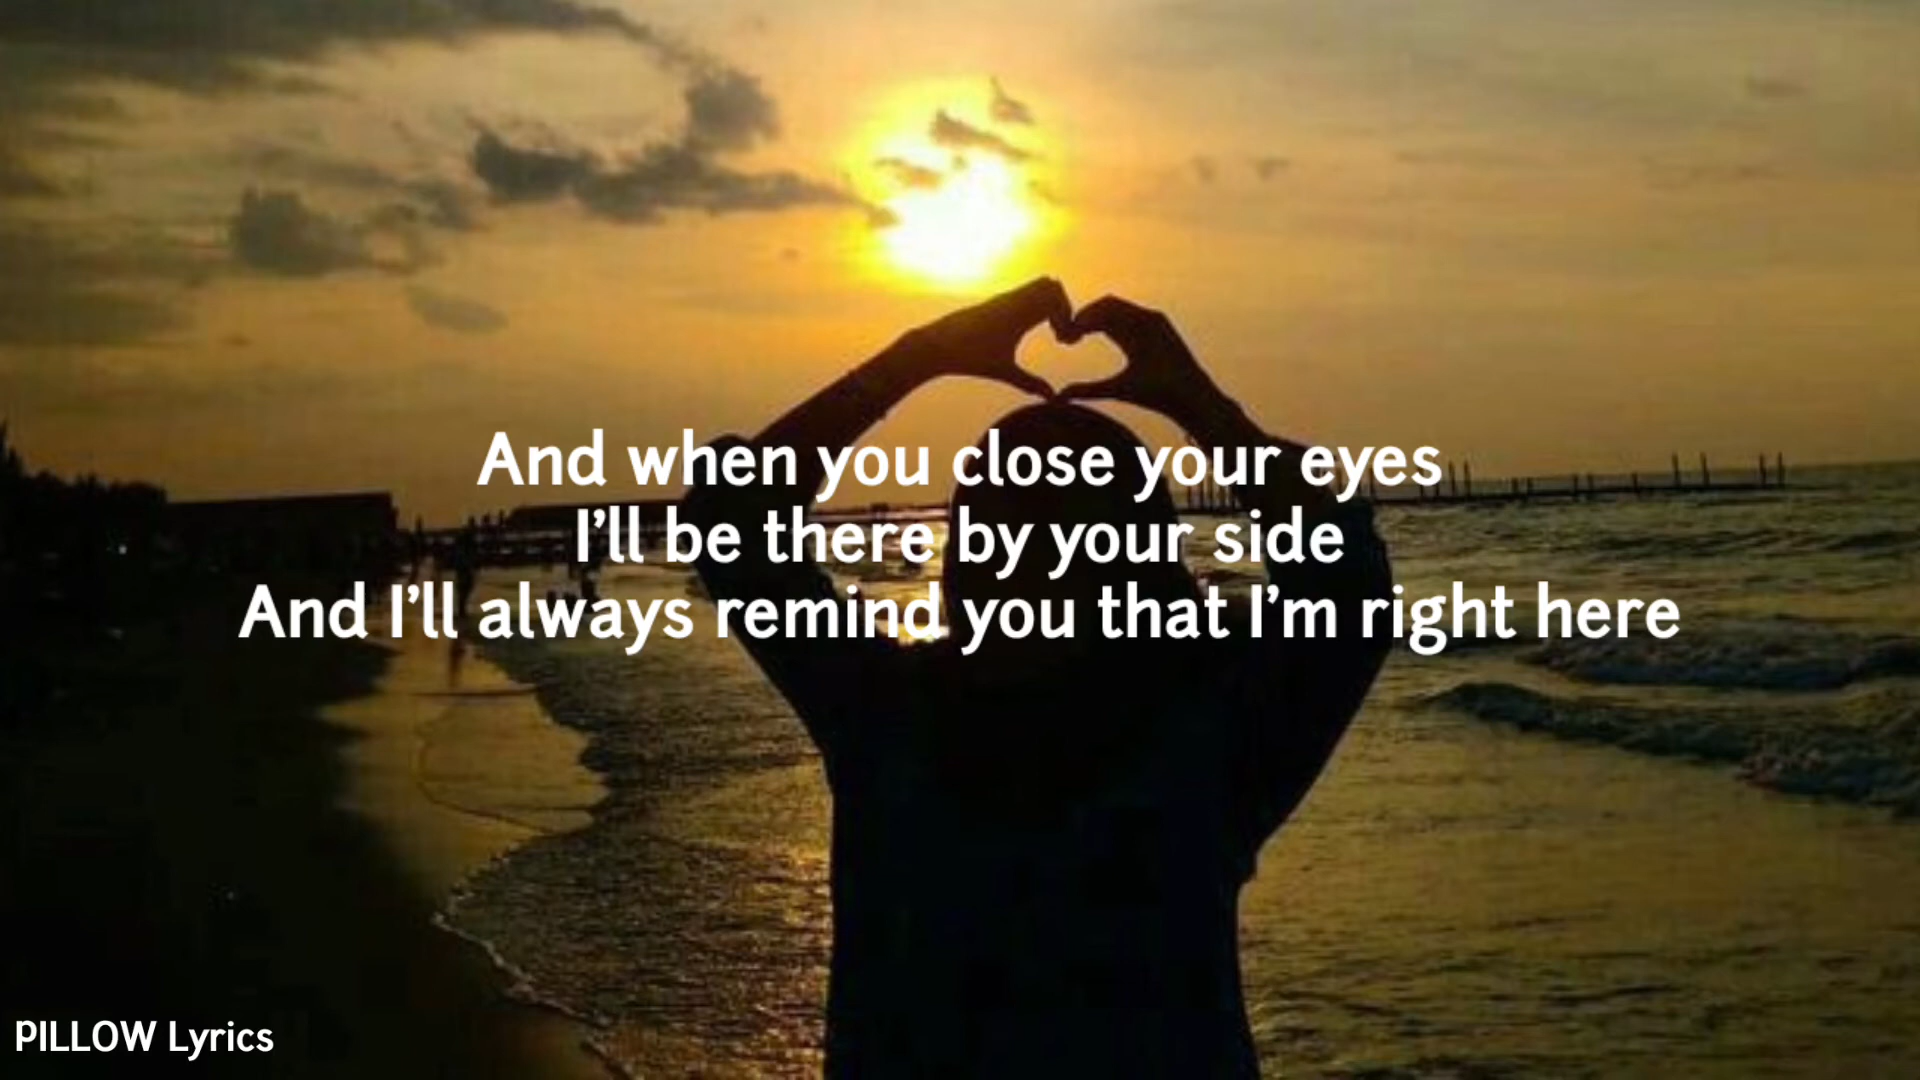 And when you close your eyes
I'll be there by your side
And I'll always remind you that I'm right here
PILLOW Lyrics